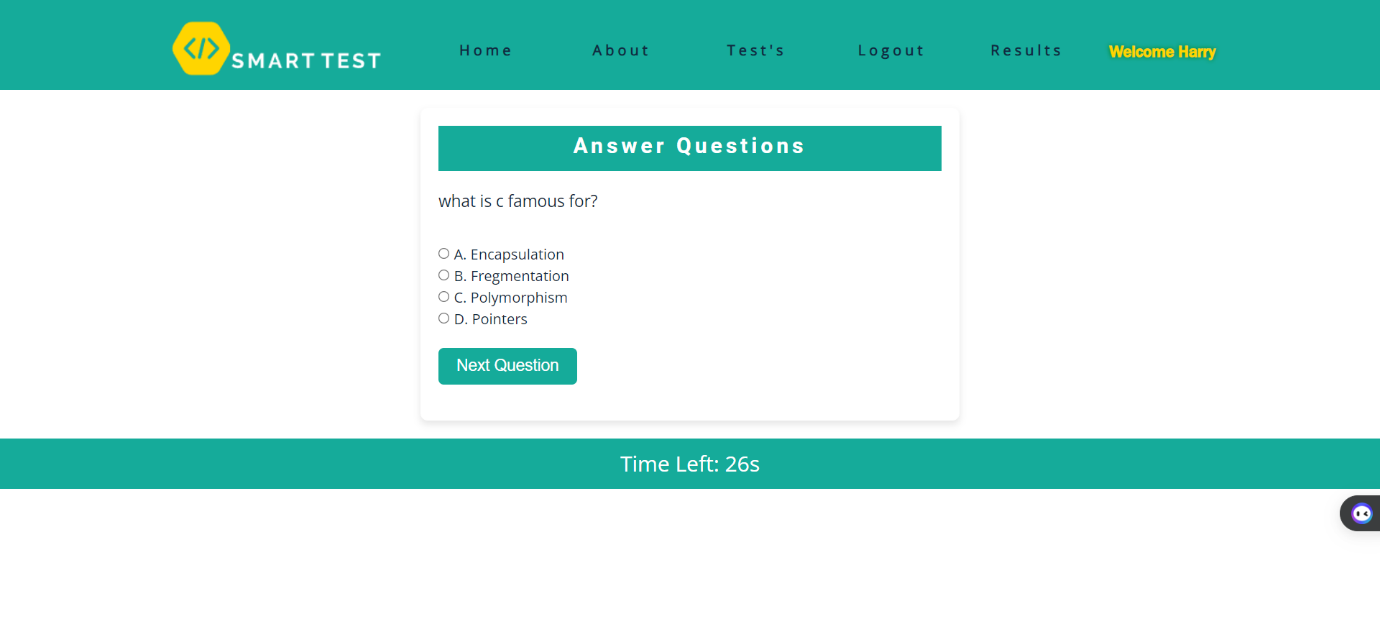 </> SMART TEST
Home About Test's Logout Results Welcome Harry
Answer Questions
what is c famous for?
A. Encapsulation
B. Fregmentation
C. Polymorphism
D. Pointers
Next Question
Time Left: 26s